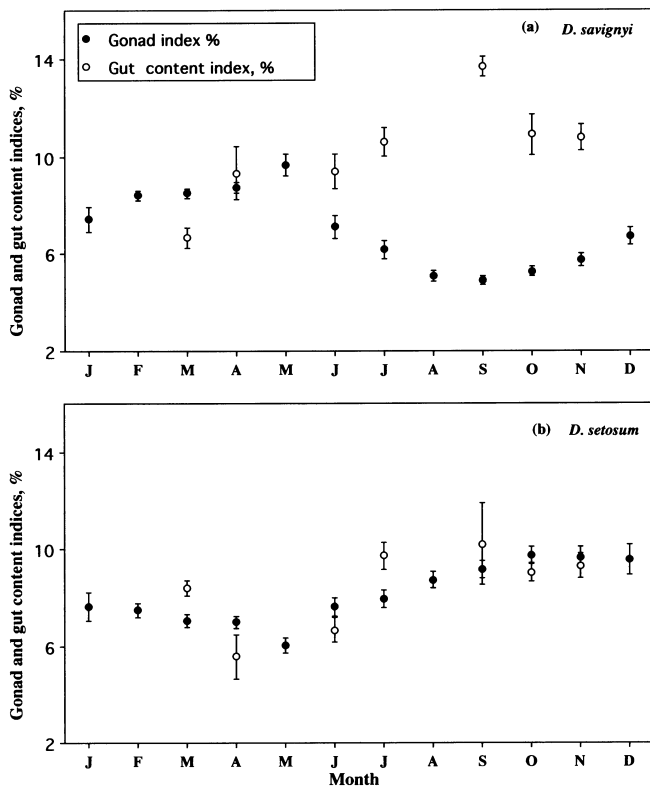 Gonad index %
Gut content index, %
(a) D. savignyi
Gonad and gut content indices, %
14
10
6
2
J F M A M J J A S O N D
(b) D. setosum
Gonad and gut content indices, %
14
10
6
2
J F M A M J J A S O N D
Month